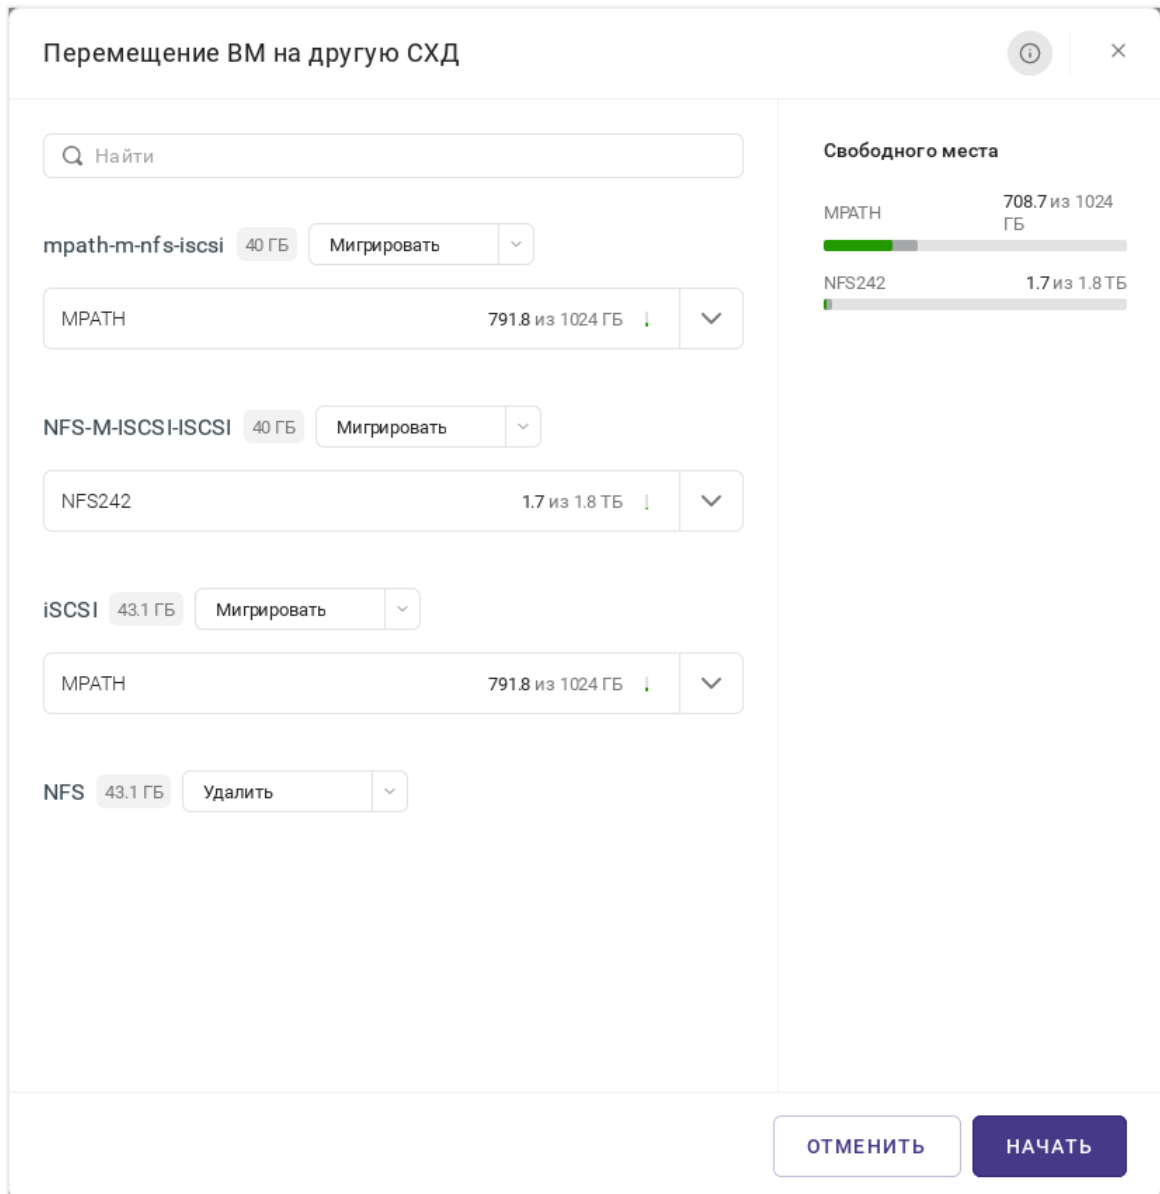 Перемещение ВМ на другую СХД
Найти
mpath-m-nfs-iscsi 40 ГБ Мигрировать
MPATH 791.8 из 1024 ГБ
NFS-M-ISCSI-ISCSI 40 ГБ Мигрировать
NFS242 1.7 из 1.8 ТБ
iSCSI 43.1 ГБ Мигрировать
MPATH 791.8 из 1024 ГБ
NFS 43.1 ГБ Удалить
Свободного места
MPATH 708.7 из 1024
ГБ
NFS242 1.7 из 1.8 ТБ
ОТМЕНИТЬ НАЧАТЬ